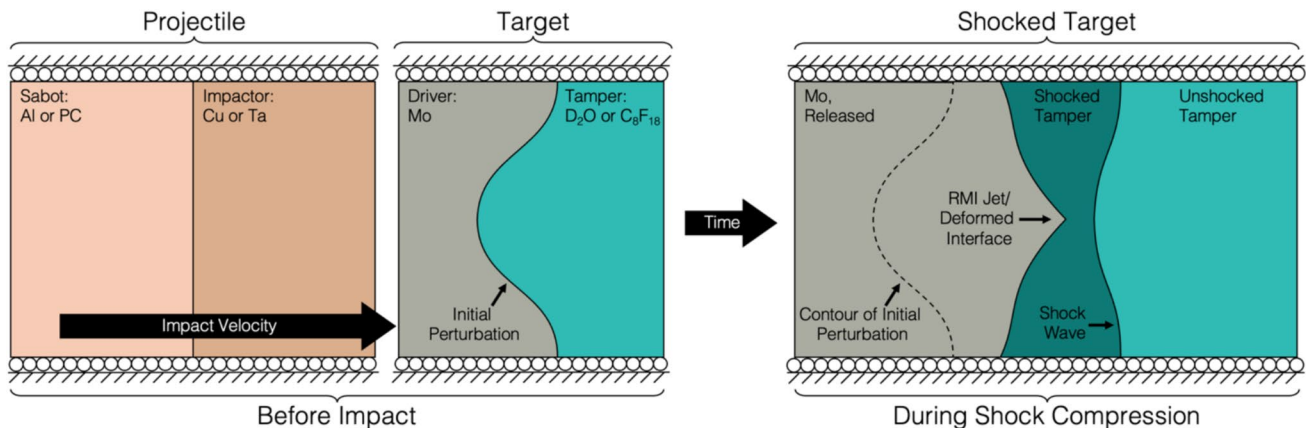 Projectile
Target
Shocked Target
Sabot:
Al or PC
Impactor:
Cu or Ta
Driver:
Mo
Tamper:
D₂O or C₈F₁₈
Mo,
Released
Shocked
Tamper
Unshocked
Tamper
RMI Jet/
Deformed
Interface
Time
Initial
Perturbation
Impact Velocity
Contour of Initial
Perturbation
Shock
Wave
Before Impact
During Shock Compression